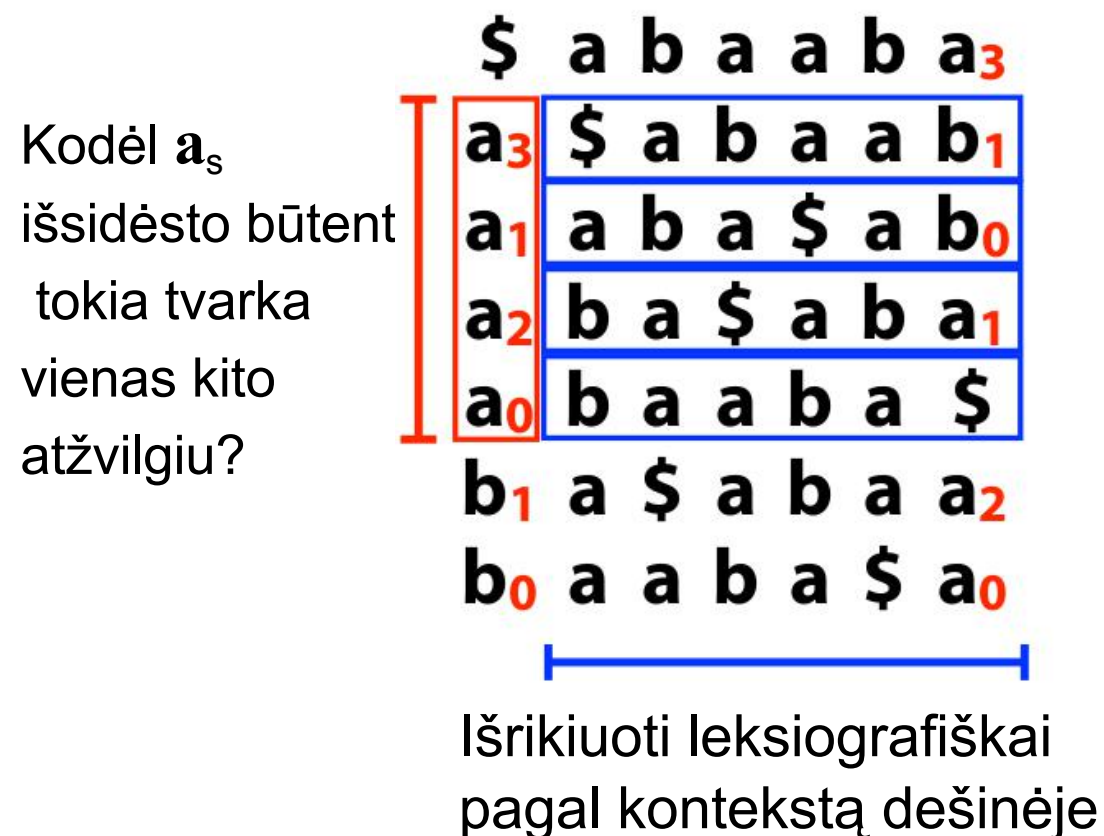 $ a b a a b a₃
Kodėl aₛ
išsidėsto būtent
tokia tvarka
vienas kito
atžvilgiu?
a₃ $ a b a a b₁
a₁ a b a $ a b₀
a₂ b a $ a b a₁
a₀ b a a b a $
b₁ a $ a b a a₂
b₀ a a b a $ a₀
Išrikiuoti leksiografiškai
pagal kontekstą dešinėje